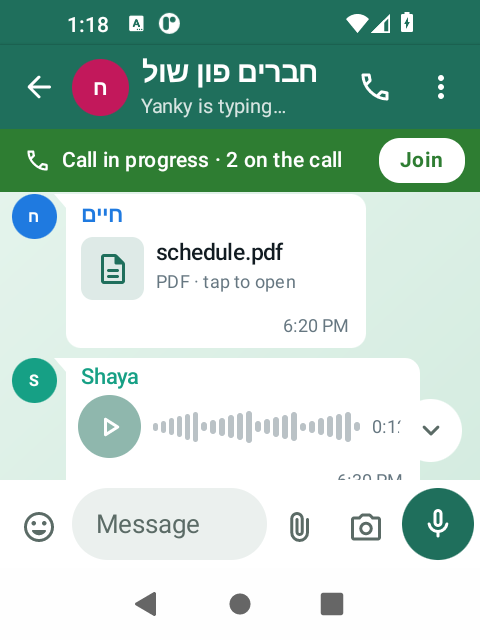 1:18
חברים פון שול
Yanky is typing…
Call in progress · 2 on the call
Join
חיים
schedule.pdf
PDF · tap to open
6:20 PM
Shaya
Message